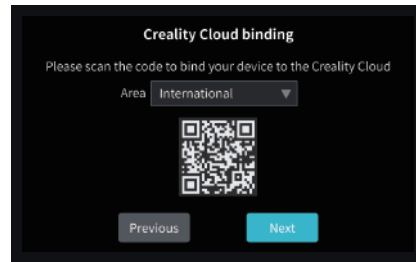 Creality Cloud binding
Please scan the code to bind your device to the Creality Cloud
Area International
Previous Next